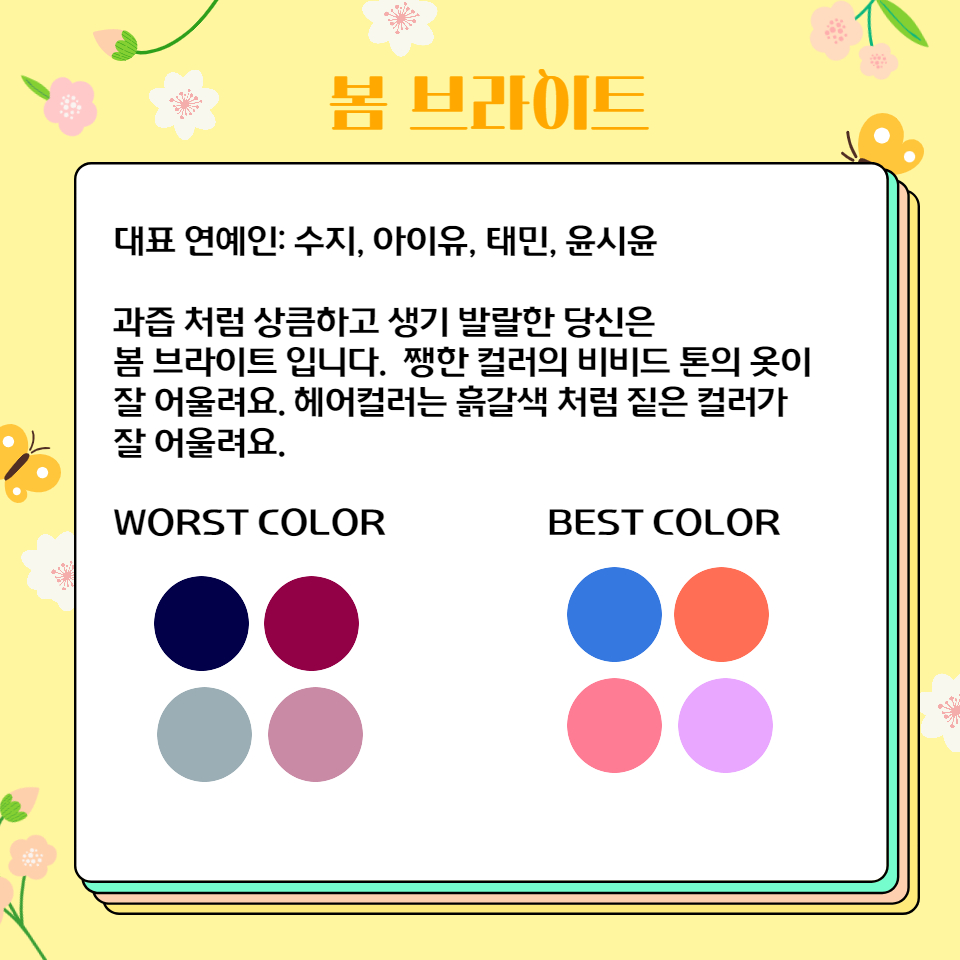 봄 브라이트
대표 연예인: 수지, 아이유, 태민, 윤시윤
과즙 처럼 상큼하고 생기 발랄한 당신은
봄 브라이트 입니다. 쨍한 컬러의 비비드 톤의 옷이
잘 어울려요. 헤어컬러는 흙갈색 처럼 짙은 컬러가
잘 어울려요.
WORST COLOR
BEST COLOR